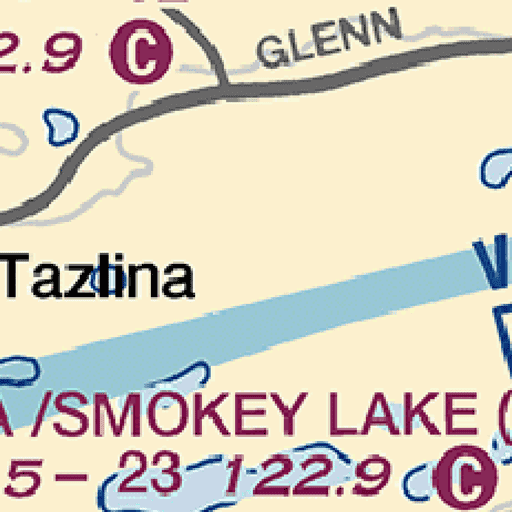 2.9 C
GLENN
Tazlina
V
A /SMOKEY LAKE (
5 – 23 122.9 C